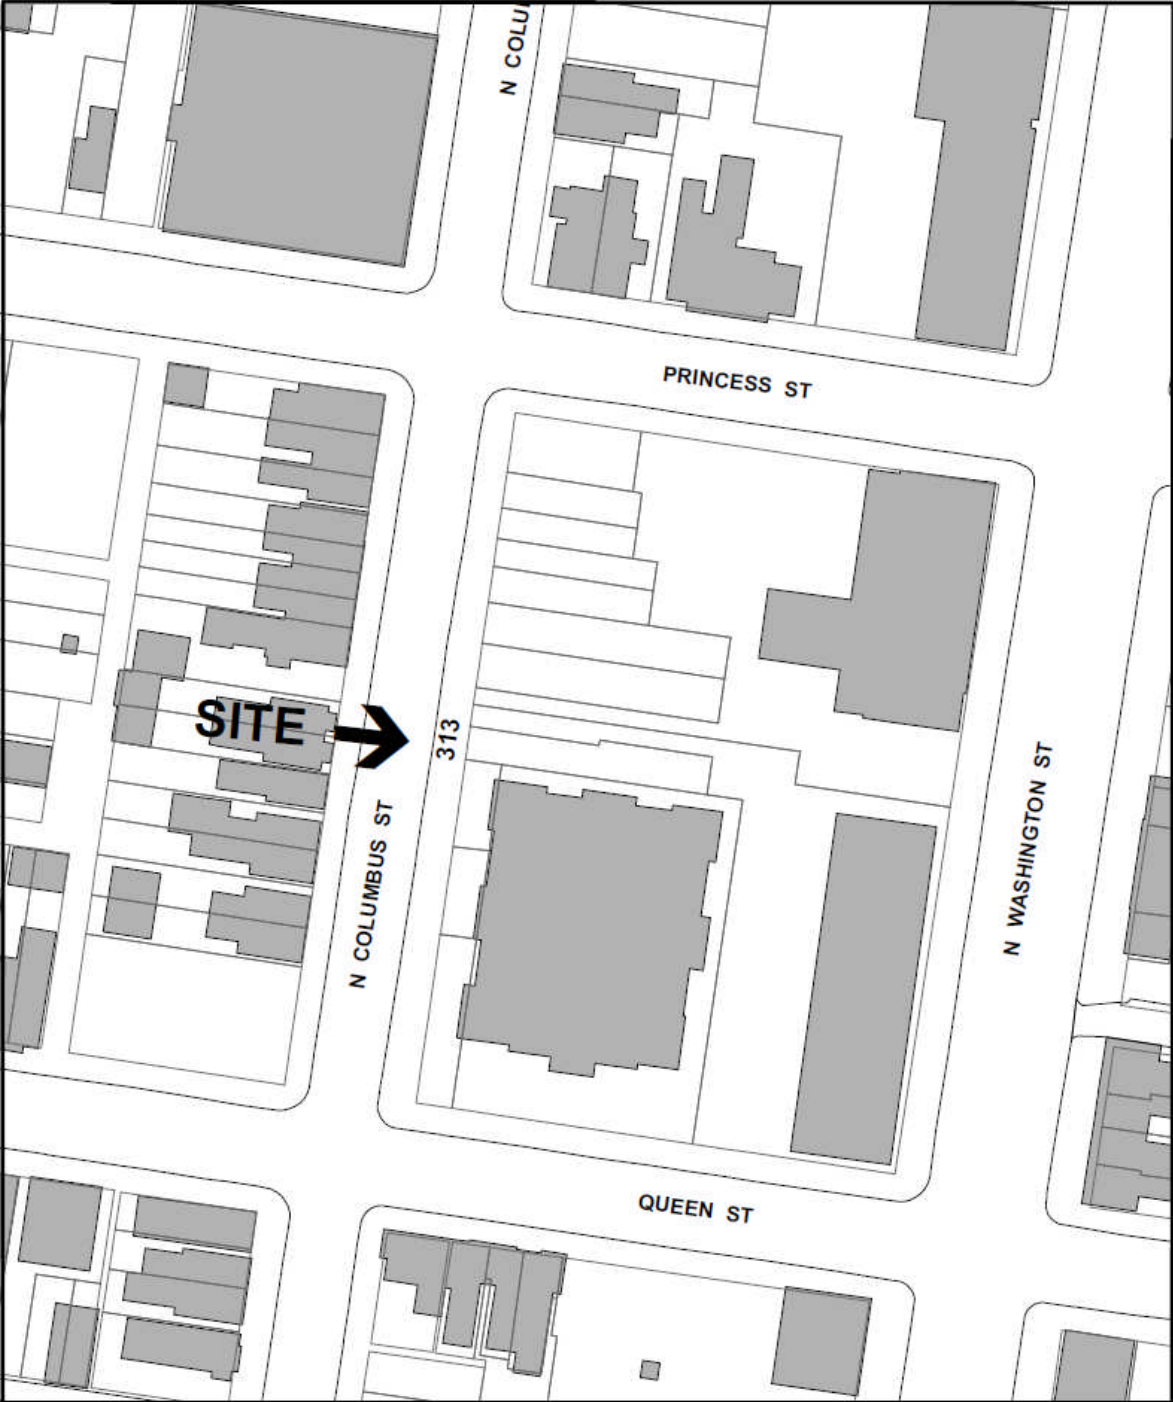 N COLU
PRINCESS ST
SITE
313
N COLUMBUS ST
N WASHINGTON ST
QUEEN ST